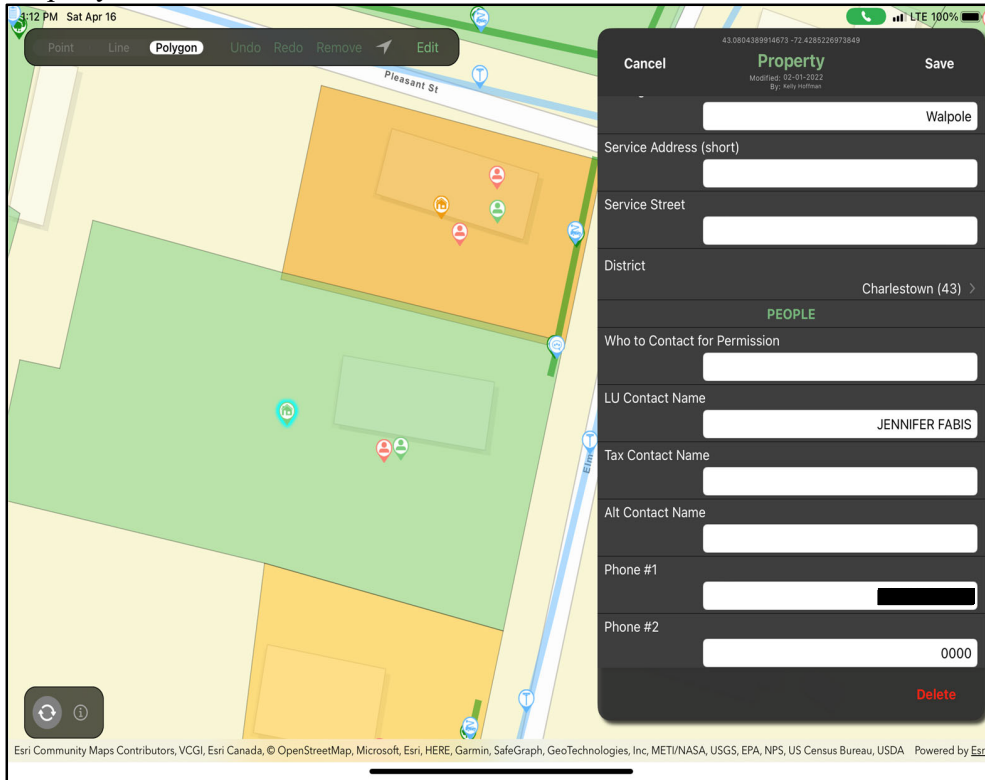 1:12 PM Sat Apr 16
LTE 100%
Point Line Polygon Undo Redo Remove Edit
Pleasant St
Elm
43.0804389914673 -72.4285226973849
Cancel Property Save
Modified: 02-01-2022
By: Kelly Hoffman
Walpole
Service Address (short)
Service Street
District
Charlestown (43)
PEOPLE
Who to Contact for Permission
LU Contact Name
JENNIFER FABIS
Tax Contact Name
Alt Contact Name
Phone #1
Phone #2
0000
Delete
Esri Community Maps Contributors, VCGI, Esri Canada, © OpenStreetMap, Microsoft, Esri, HERE, Garmin, SafeGraph, GeoTechnologies, Inc, METI/NASA, USGS, EPA, NPS, US Census Bureau, USDA Powered by Esr